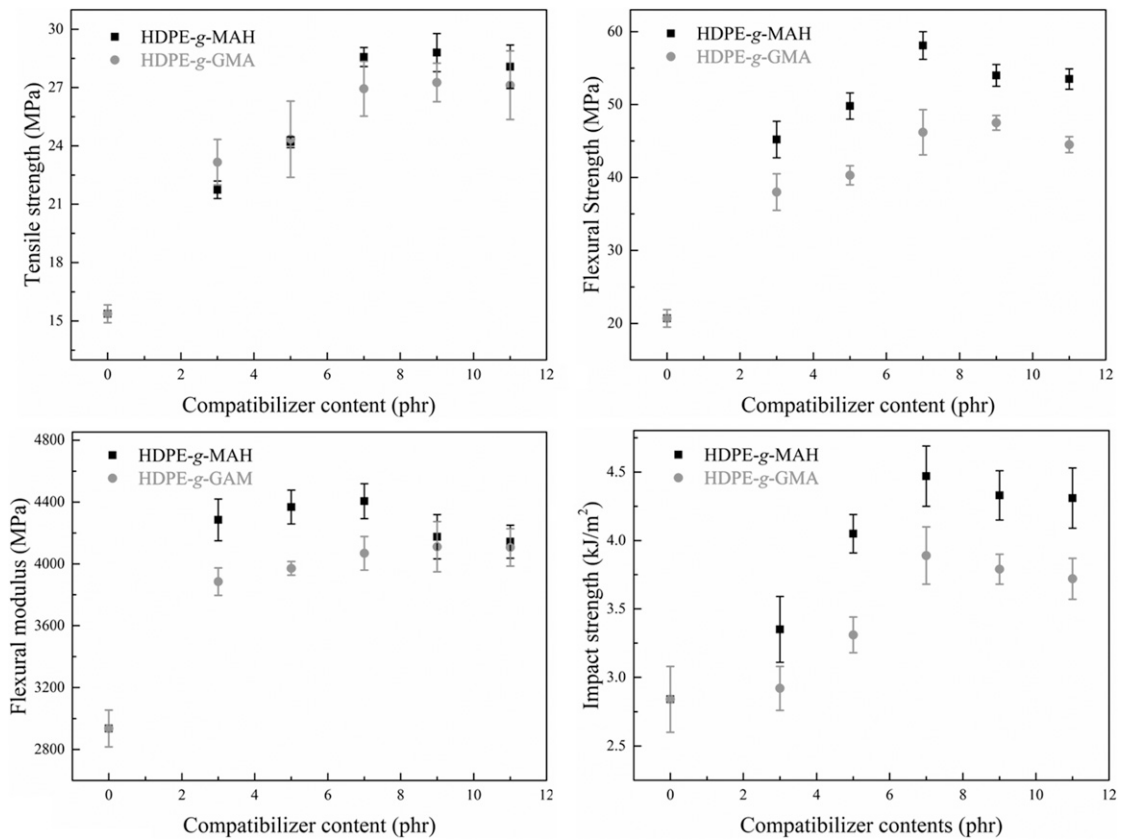 HDPE-g-MAH
HDPE-g-GMA
Tensile strength (MPa)
30
27
24
21
18
15
0 2 4 6 8 10 12
Compatibilizer content (phr)
HDPE-g-MAH
HDPE-g-GMA
Flexural Strength (MPa)
60
50
40
30
20
0 2 4 6 8 10 12
Compatibilizer content (phr)
HDPE-g-MAH
HDPE-g-GAM
Flexural modulus (MPa)
4800
4400
4000
3600
3200
2800
0 2 4 6 8 10 12
Compatibilizer content (phr)
HDPE-g-MAH
HDPE-g-GMA
Impact strength (kJ/m²)
4.5
4.0
3.5
3.0
2.5
0 2 4 6 8 10 12
Compatibilizer contents (phr)